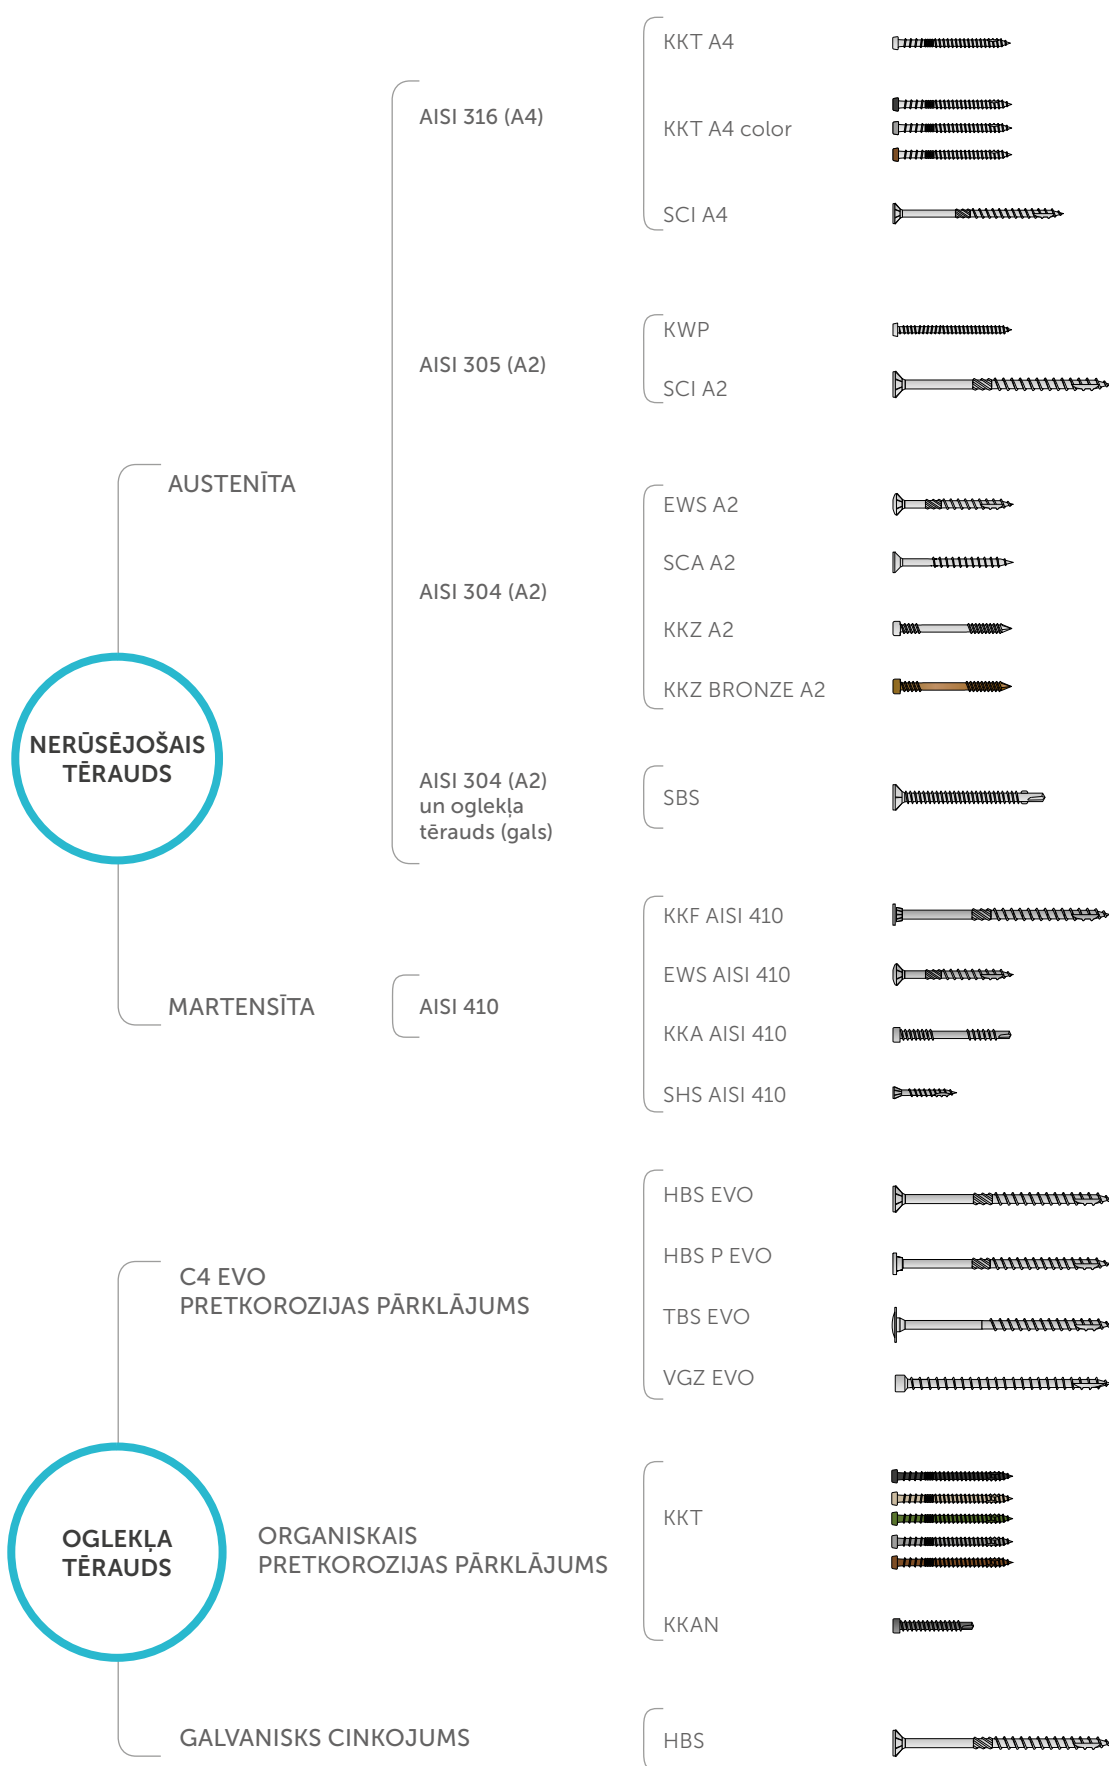 KKT A4
AISI 316 (A4)
KKT A4 color
SCI A4
KWP
AISI 305 (A2)
SCI A2
AUSTENĪTA
EWS A2
SCA A2
AISI 304 (A2)
KKZ A2
KKZ BRONZE A2
NERŪSĒJOŠAIS
TĒRAUDS
AISI 304 (A2)
un oglekļa
tērauds (gals)
SBS
KKF AISI 410
EWS AISI 410
MARTENSĪTA
AISI 410
KKA AISI 410
SHS AISI 410
HBS EVO
HBS P EVO
C4 EVO
PRETKOROZIJAS PĀRKLĀJUMS
TBS EVO
VGZ EVO
KKT
OGLEKĻA
TĒRAUDS
ORGANISKAIS
PRETKOROZIJAS PĀRKLĀJUMS
KKAN
GALVANISKS CINKOJUMS
HBS